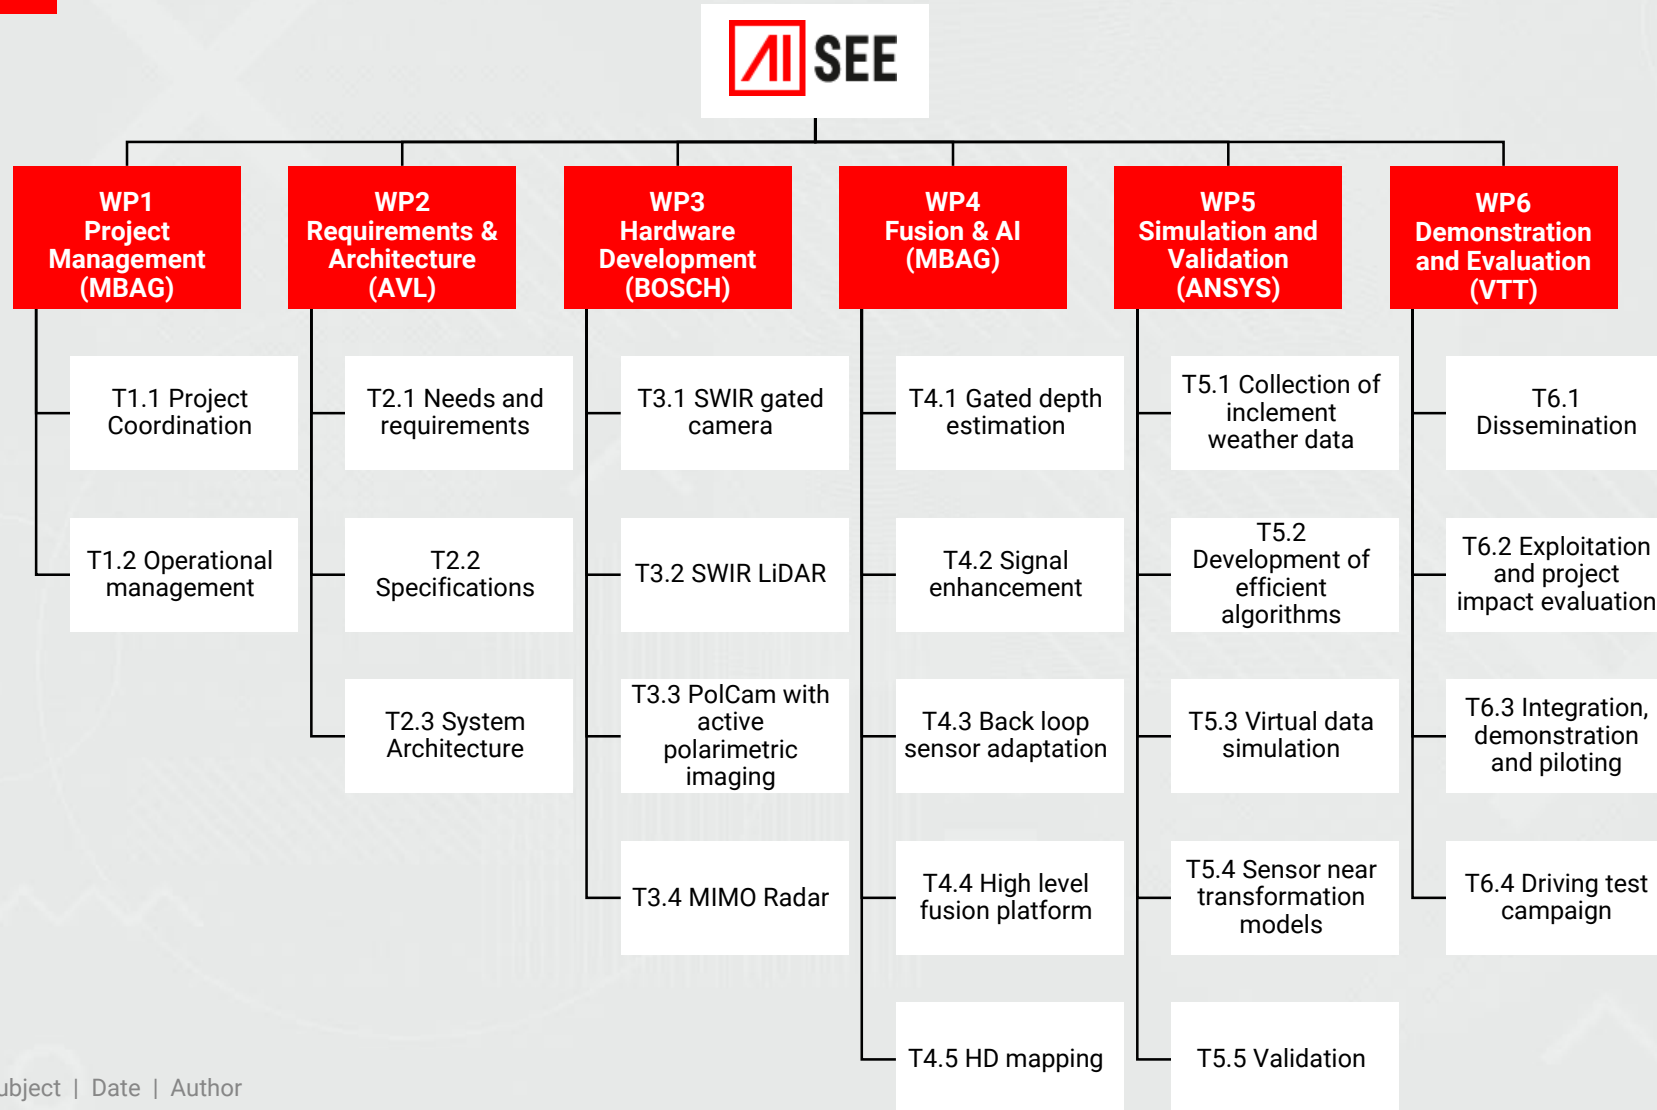 AI SEE
WP1
Project
Management
(MBAG)
T1.1 Project
Coordination
T1.2 Operational
management
WP2
Requirements &
Architecture
(AVL)
T2.1 Needs and
requirements
T2.2
Specifications
T2.3 System
Architecture
WP3
Hardware
Development
(BOSCH)
T3.1 SWIR gated
camera
T3.2 SWIR LiDAR
T3.3 PolCam with
active
polarimetric
imaging
T3.4 MIMO Radar
WP4
Fusion & AI
(MBAG)
T4.1 Gated depth
estimation
T4.2 Signal
enhancement
T4.3 Back loop
sensor adaptation
T4.4 High level
fusion platform
T4.5 HD mapping
WP5
Simulation and
Validation
(ANSYS)
T5.1 Collection of
inclement
weather data
T5.2
Development of
efficient
algorithms
T5.3 Virtual data
simulation
T5.4 Sensor near
transformation
models
T5.5 Validation
WP6
Demonstration
and Evaluation
(VTT)
T6.1
Dissemination
T6.2 Exploitation
and project
impact evaluation
T6.3 Integration,
demonstration
and piloting
T6.4 Driving test
campaign
ubject | Date | Author